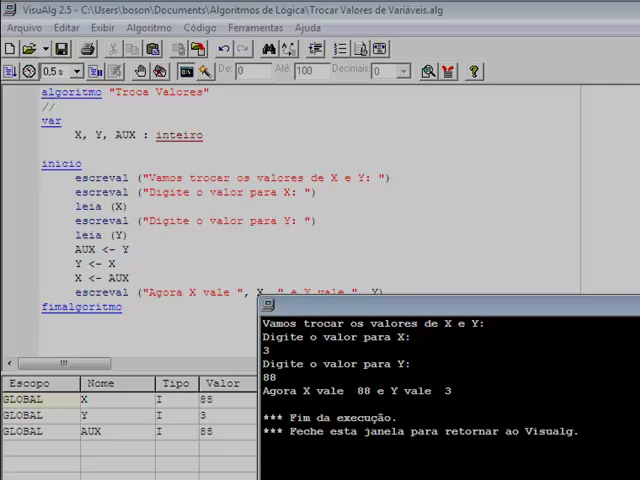 VisuAlg 2.5 - C:\Users\boson\Documents\Algoritmos de Lógica\Trocar Valores de Variáveis.alg
Arquivo Editar Exibir Algoritmo Código Ferramentas Ajuda
0,5 s De: 0 Até: 100 Decimais: 0
algoritmo "Troca Valores"
//
var
X, Y, AUX : inteiro
inicio
escreval ("Vamos trocar os valores de X e Y: ")
escreval ("Digite o valor para X: ")
leia (X)
escreval ("Digite o valor para Y: ")
leia (Y)
AUX <- Y
Y <- X
X <- AUX
escreval ("Agora X vale ", X, " e Y vale ", Y)
fimalgoritmo
Escopo Nome Tipo Valor
GLOBAL X I 88
GLOBAL Y I 3
GLOBAL AUX I 88
Vamos trocar os valores de X e Y:
Digite o valor para X:
3
Digite o valor para Y:
88
Agora X vale 88 e Y vale 3
*** Fim da execução.
*** Feche esta janela para retornar ao Visualg.